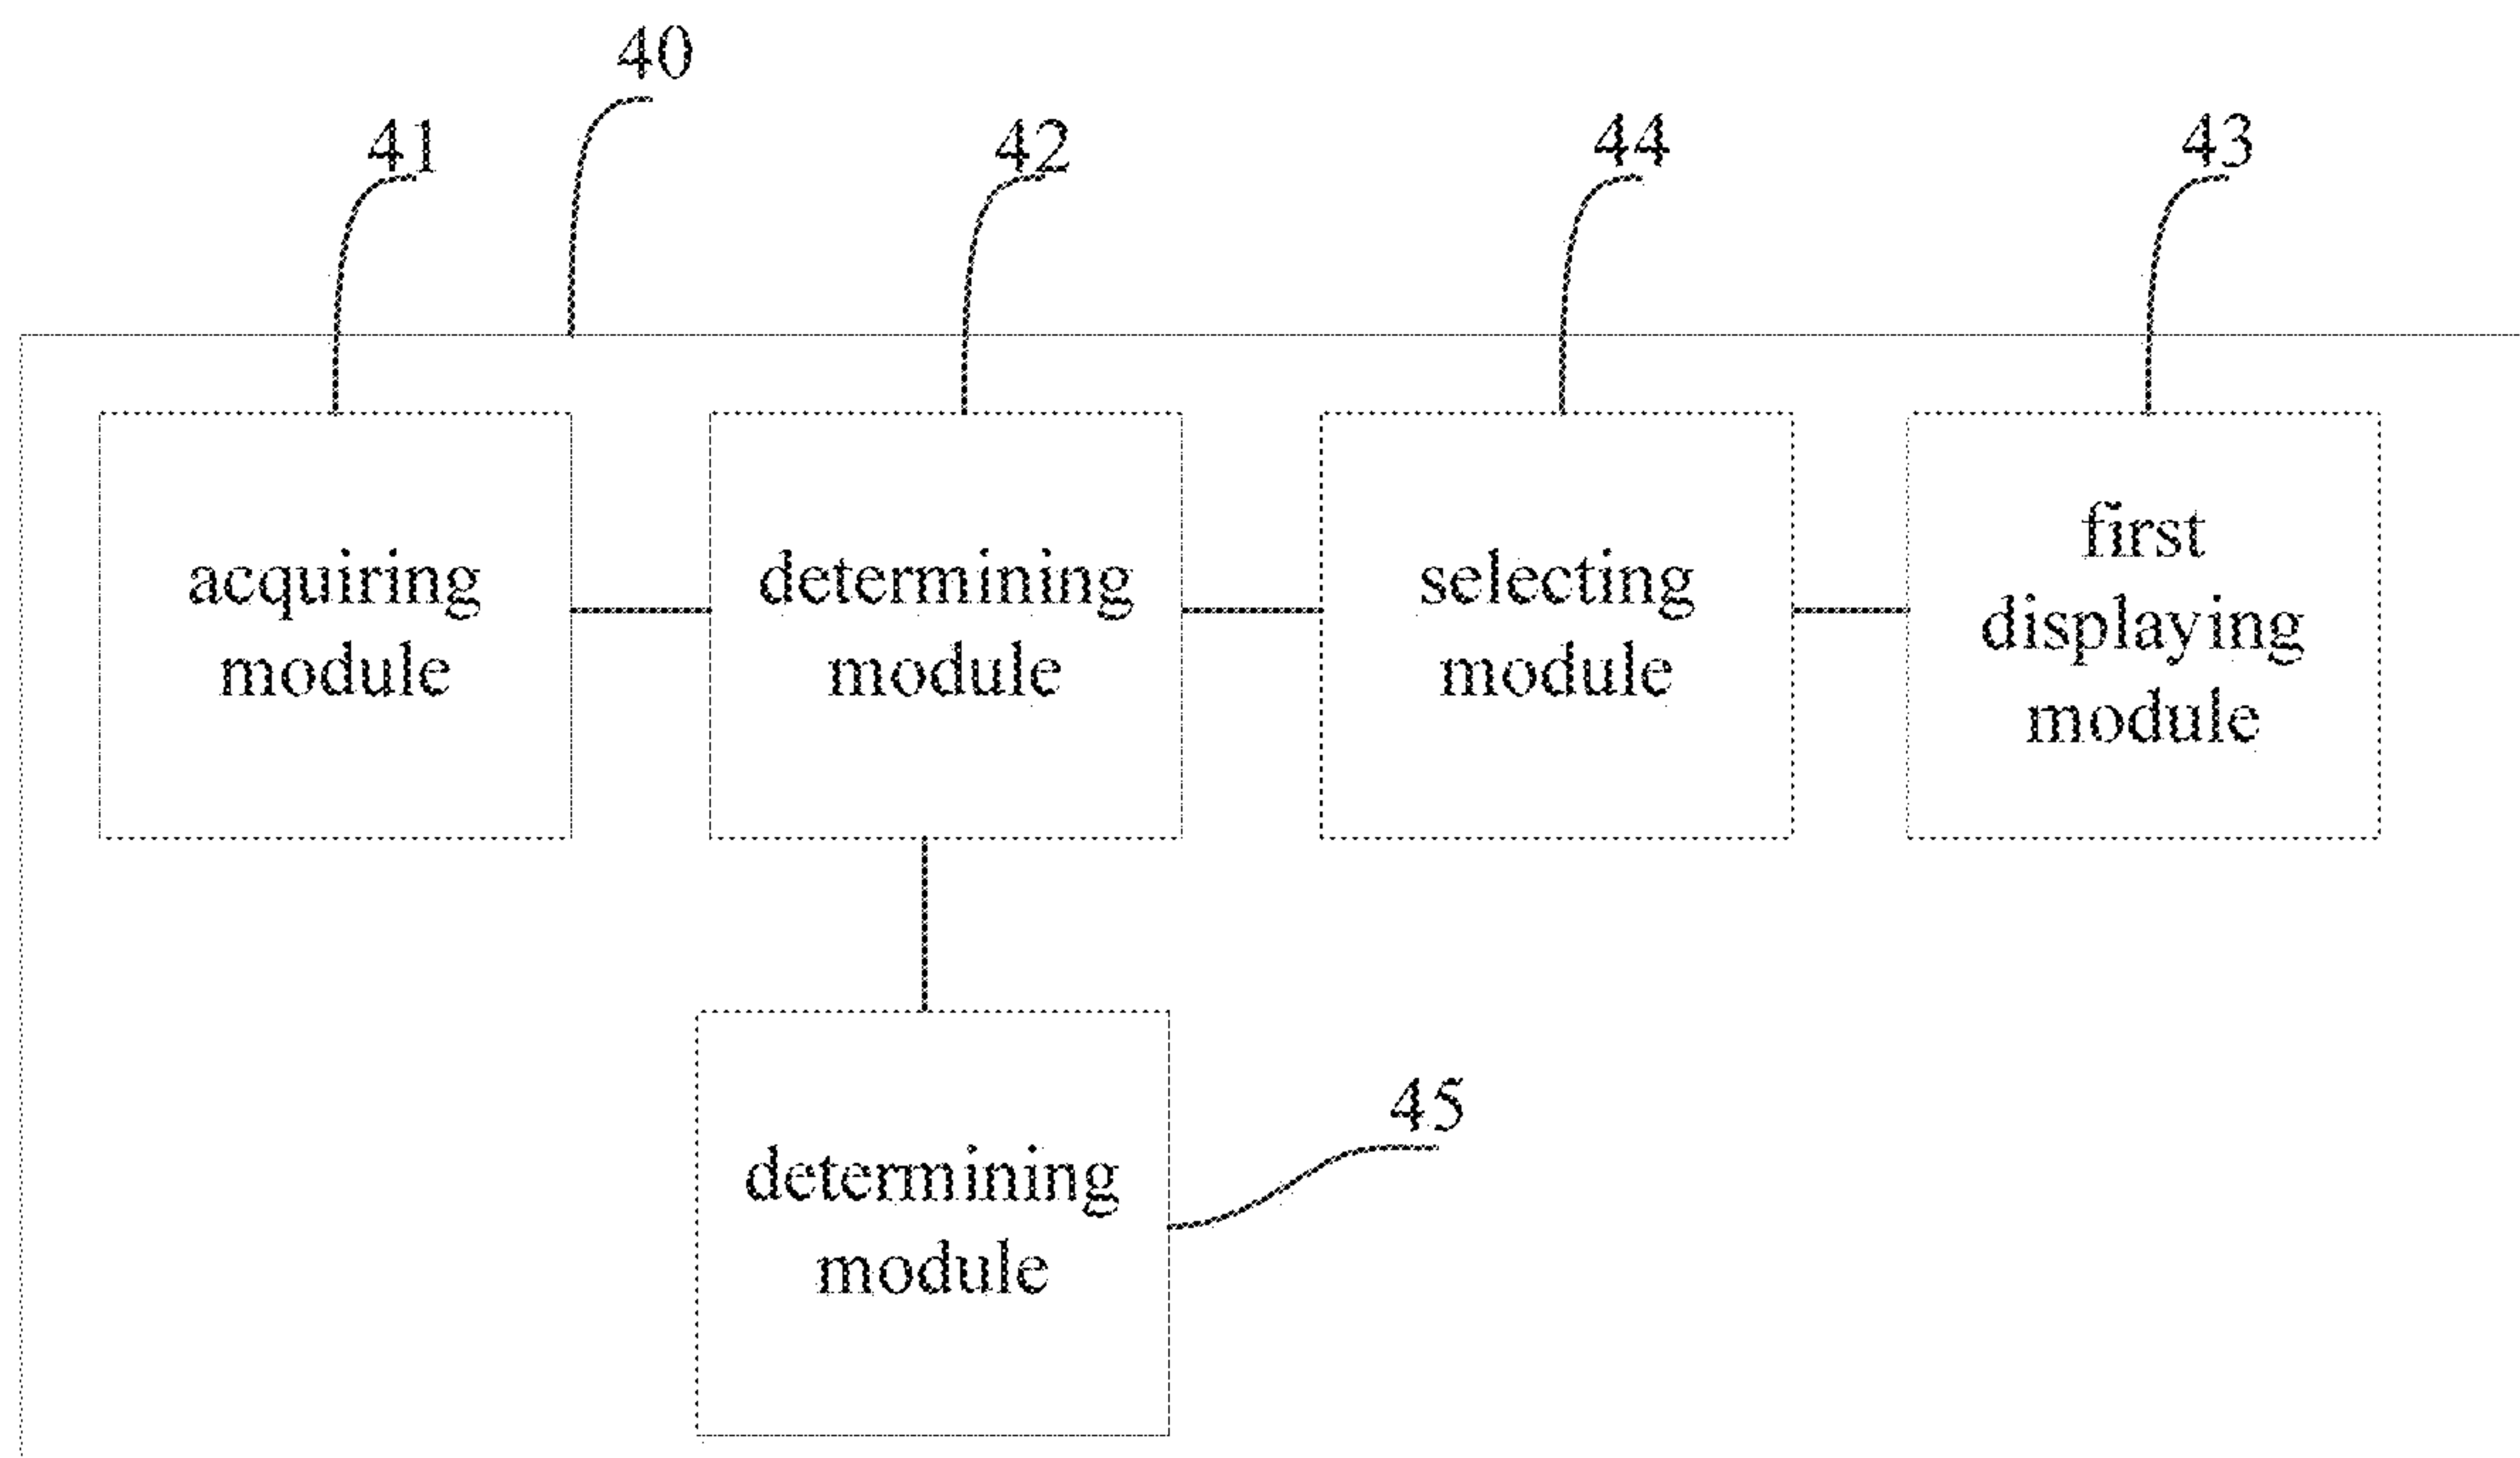 40
41
42
44
43
acquiring
module
determining
module
selecting
module
first
displaying
module
determining
module
45